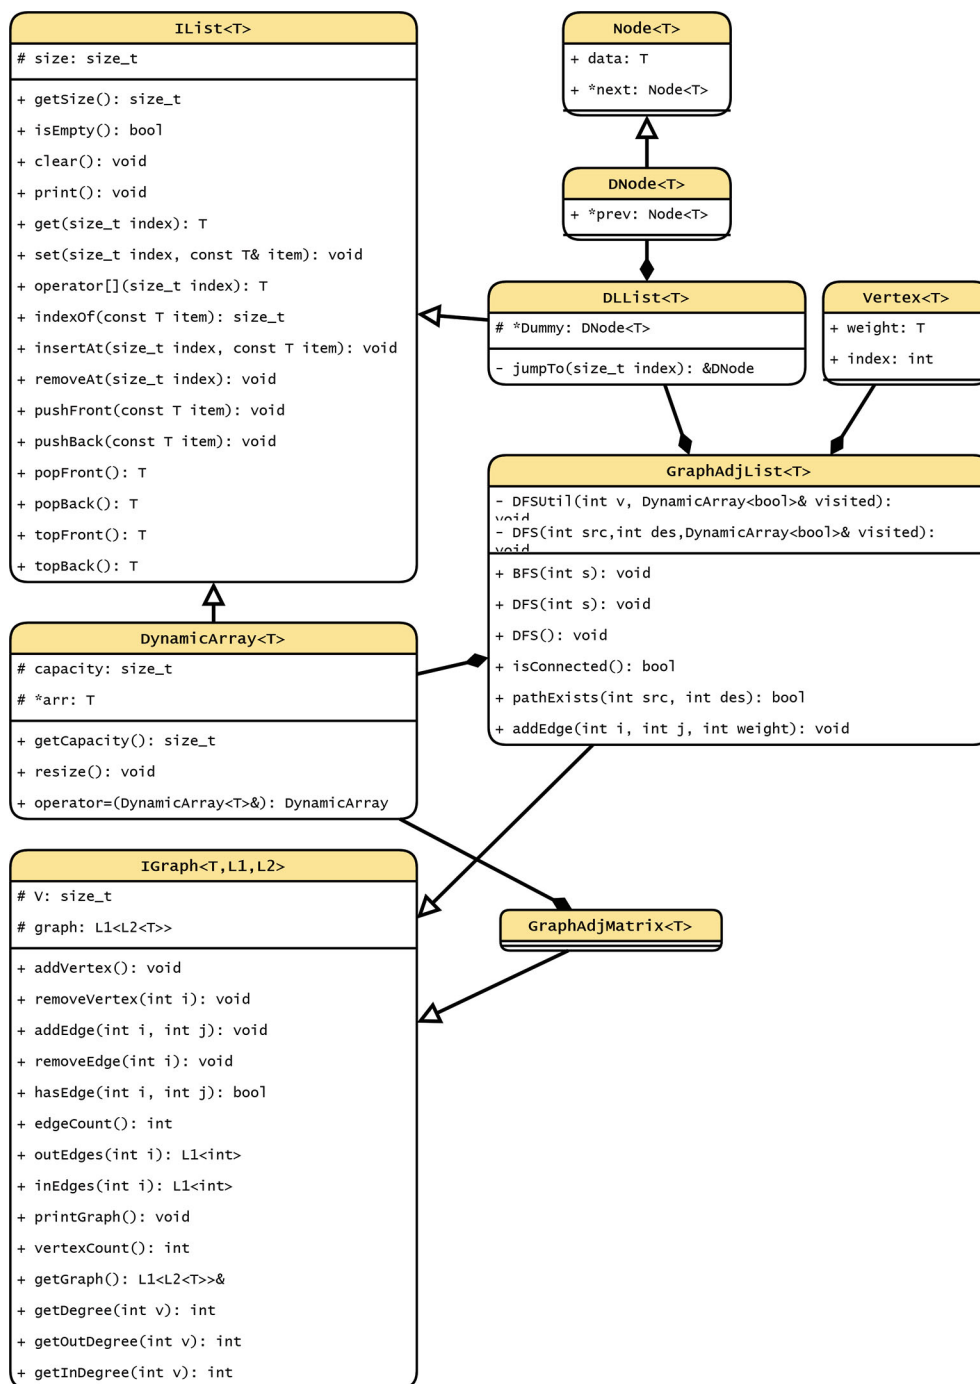 IList<T>
# size: size_t
+ getSize(): size_t
+ isEmpty(): bool
+ clear(): void
+ print(): void
+ get(size_t index): T
+ set(size_t index, const T& item): void
+ operator[](size_t index): T
+ indexOf(const T item): size_t
+ insertAt(size_t index, const T item): void
+ removeAt(size_t index): void
+ pushFront(const T item): void
+ pushBack(const T item): void
+ popFront(): T
+ popBack(): T
+ topFront(): T
+ topBack(): T
Node<T>
+ data: T
+ *next: Node<T>
DNode<T>
+ *prev: Node<T>
DLList<T>
# *Dummy: DNode<T>
- jumpTo(size_t index): &DNode
Vertex<T>
+ weight: T
+ index: int
GraphAdjList<T>
- DFSUtil(int v, DynamicArray<bool>& visited):
void
- DFS(int src,int des,DynamicArray<bool>& visited):
void
+ BFS(int s): void
+ DFS(int s): void
+ DFS(): void
+ isConnected(): bool
+ pathExists(int src, int des): bool
+ addEdge(int i, int j, int weight): void
DynamicArray<T>
# capacity: size_t
# *arr: T
+ getCapacity(): size_t
+ resize(): void
+ operator=(DynamicArray<T>&): DynamicArray
IGraph<T,L1,L2>
# V: size_t
# graph: L1<L2<T>>
+ addVertex(): void
+ removeVertex(int i): void
+ addEdge(int i, int j): void
+ removeEdge(int i): void
+ hasEdge(int i, int j): bool
+ edgeCount(): int
+ outEdges(int i): L1<int>
+ inEdges(int i): L1<int>
+ printGraph(): void
+ vertexCount(): int
+ getGraph(): L1<L2<T>>&
+ getDegree(int v): int
+ getOutDegree(int v): int
+ getInDegree(int v): int
GraphAdjMatrix<T>